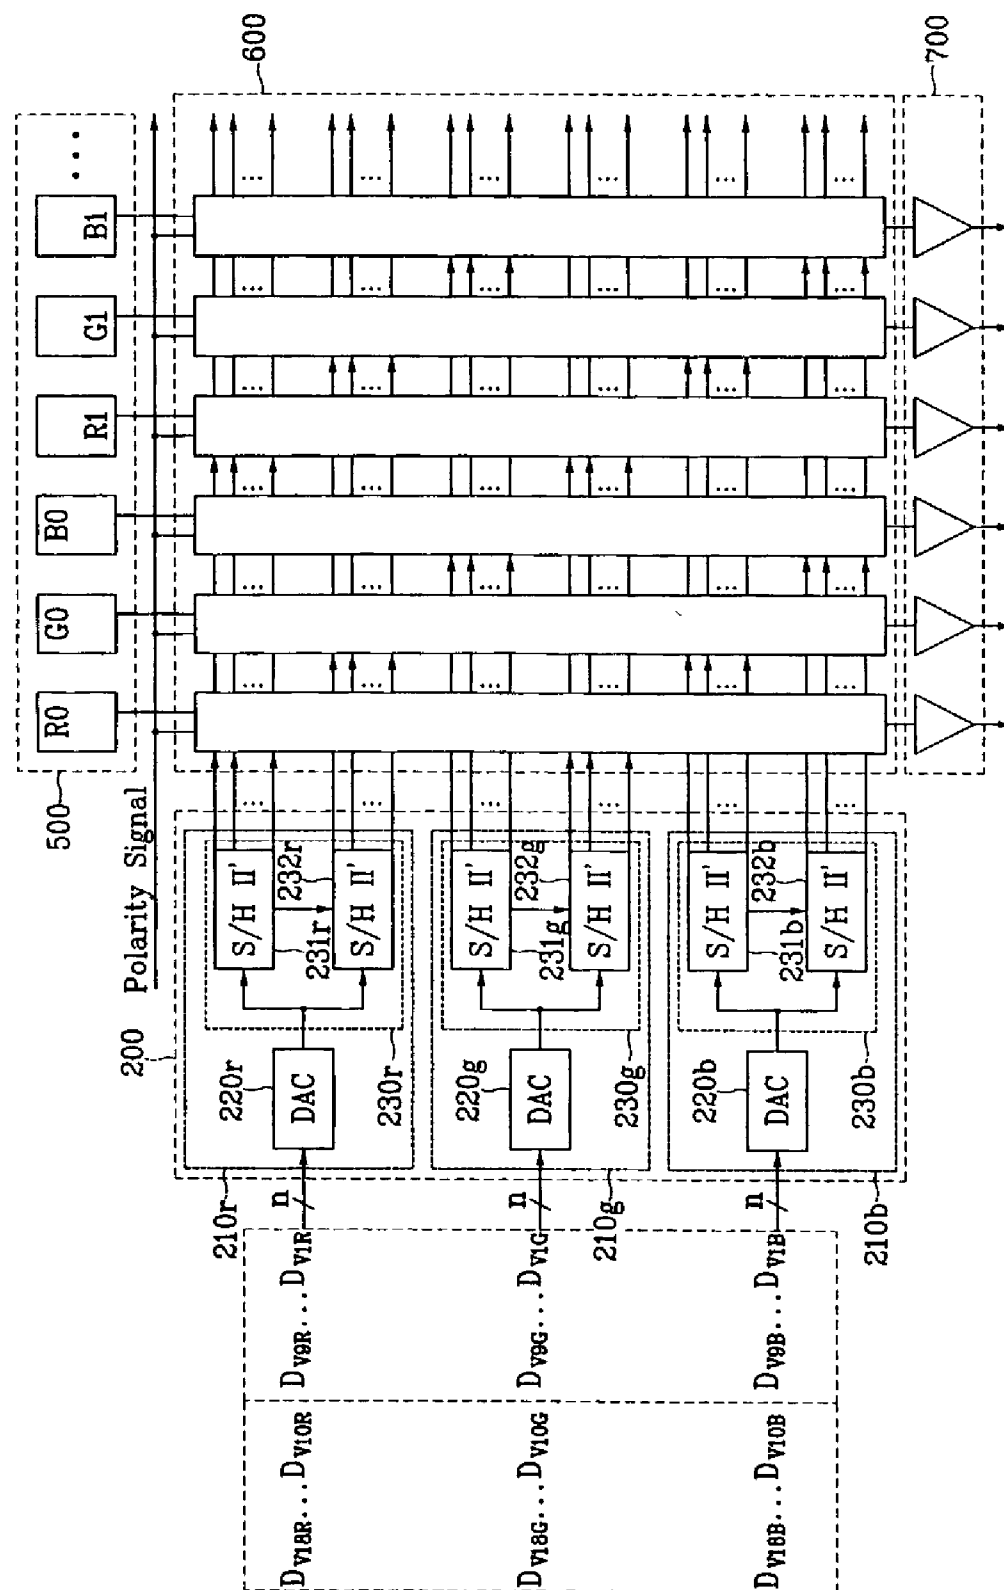 500
R0
G0
B0
R1
G1
B1
...
Polarity Signal
600
700
200
210r
220r
DAC
230r
S/H II'
231r
232r
S/H II'
n
210g
220g
DAC
230g
S/H II'
231g
232g
S/H II'
n
210b
220b
DAC
230b
S/H II'
231b
232b
S/H II'
n
DV18R...DV10R DV9R...DV1R
DV18G...DV10G DV9G...DV1G
DV18B...DV10B DV9B...DV1B